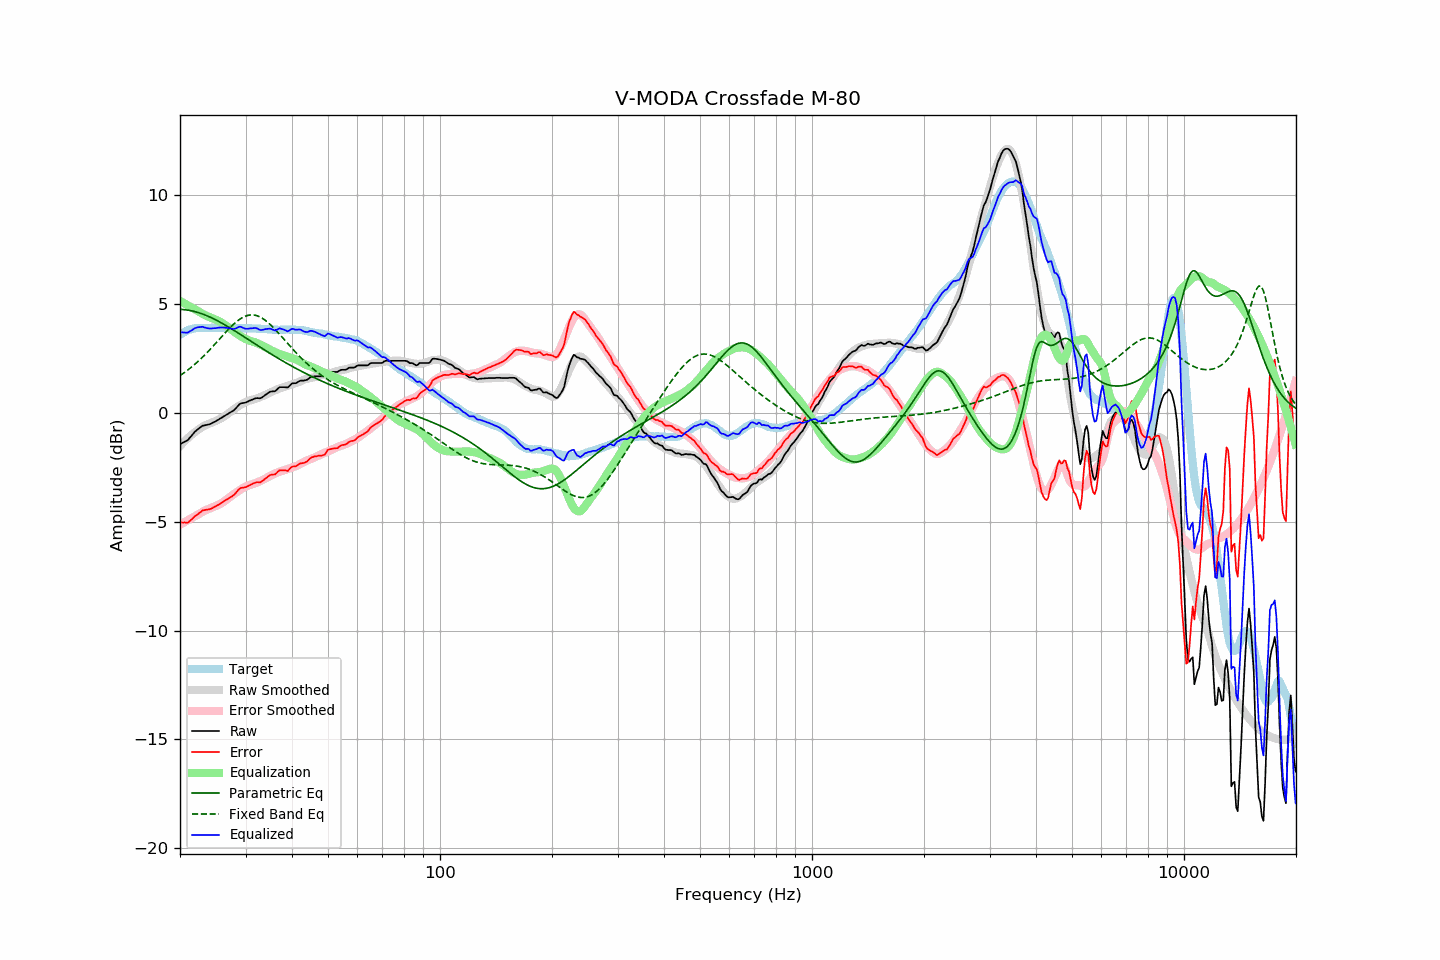 V-MODA Crossfade M-80
Amplitude (dBr)
10
5
0
−5
−10
−15
−20
Target
Raw Smoothed
Error Smoothed
Raw
Error
Equalization
Parametric Eq
Fixed Band Eq
Equalized
100
1000
10000
Frequency (Hz)